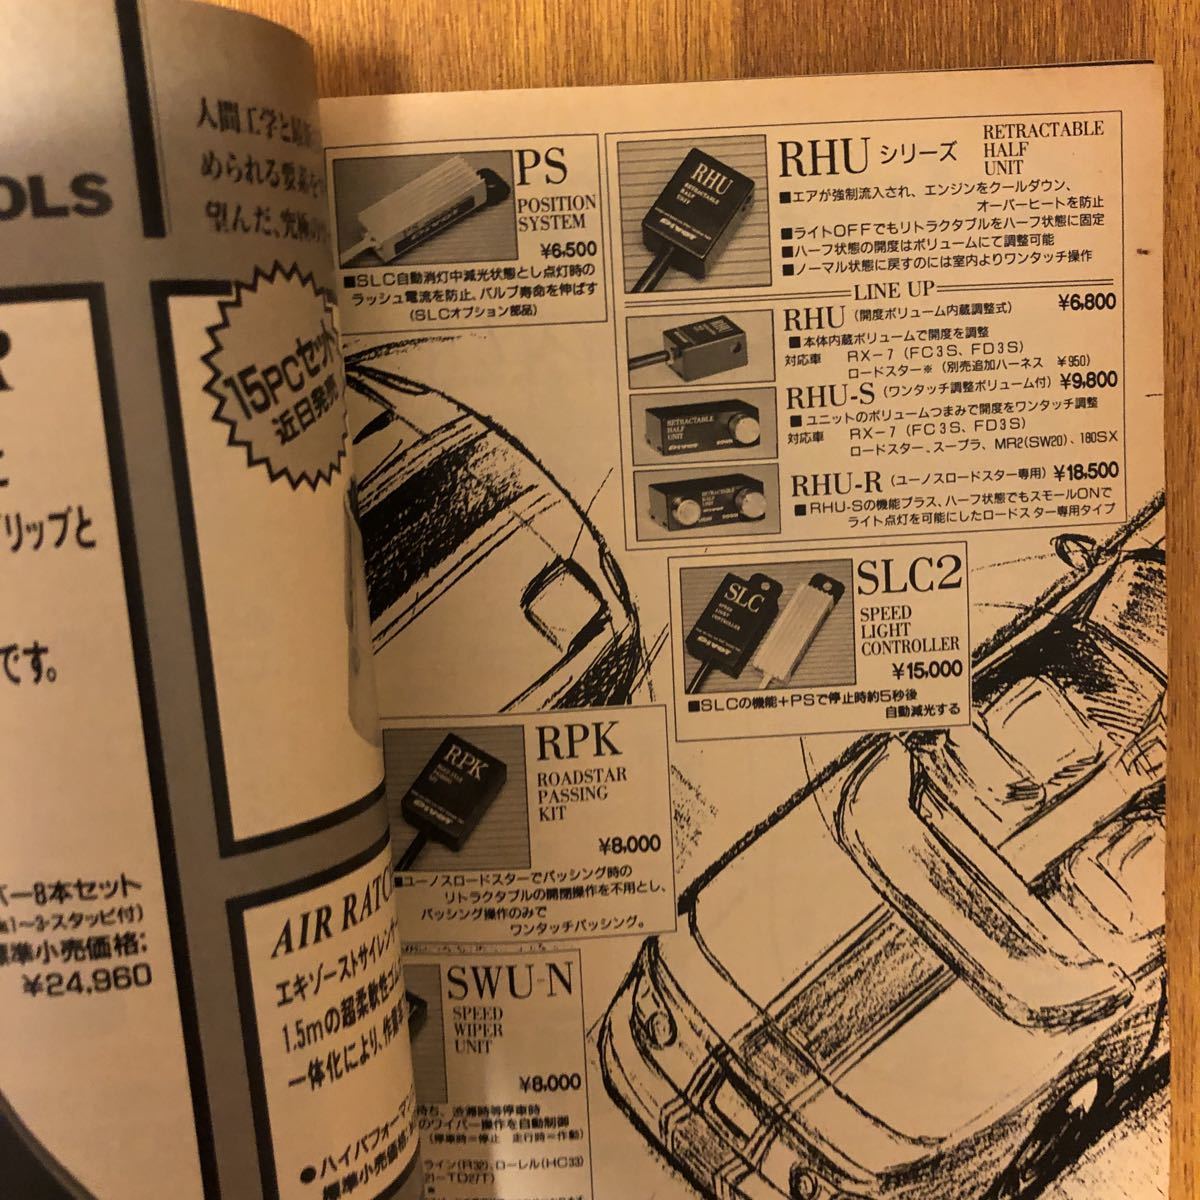 OLS
人間工学と
められる要素を
望んだ、究極の
15PCセット
近日発売
リップと
です。
ー8本セット
1〜3・スタッビ付)
標準小売価格:
¥24,960
AIR RATC
エキゾーストサイレンサー
1.5mの超柔軟性ゴム
一体化により、作業
●ハイパフォーマ
標準小売価格:
PS
POSITION
SYSTEM
¥6,500
■SLC自動消灯中減光状態とし点灯時の
ラッシュ電流を防止、バルブ寿命を伸ばす
(SLCオプション部品)
RHU
RETRACTABLE
HALF
UNIT
RHU シリーズ
RETRACTABLE
HALF
UNIT
■エアが強制流入され、エンジンをクールダウン、
オーバーヒートを防止
■ライトOFFでもリトラクタブルをハーフ状態に固定
■ハーフ状態の開度はボリュームにて調整可能
■ノーマル状態に戻すのには室内よりワンタッチ操作
LINE UP
RHU (開度ボリューム内蔵調整式) ¥6,800
■本体内蔵ボリュームで開度を調整
対応車 RX-7 (FC3S、FD3S)
ロードスター※ (別売追加ハーネス ¥950)
RHU-S (ワンタッチ調整ボリューム付) ¥9,800
■ユニットのボリュームつまみで開度をワンタッチ調整
対応車 RX-7 (FC3S、FD3S)
ロードスター、スープラ、MR2(SW20)、180SX
RETRACTABLE
HALF
UNIT
RHU-R (ユーノスロードスター専用) ¥18,500
■RHU-Sの機能プラス、ハーフ状態でもスモールONで
ライト点灯を可能にしたロードスター専用タイプ
SLC
SPEED
LIGHT
CONTROLLER
SLC2
SPEED
LIGHT
CONTROLLER
¥15,000
■SLCの機能+PSで停止時約5秒後
自動減光する
RPK
ROADSTAR
PASSING
KIT
RPK
ROADSTAR
PASSING
KIT
¥8,000
■ユーノスロードスターでパッシング時の
リトラクタブルの開閉操作を不用とし、
パッシング操作のみで
ワンタッチパッシング。
SWU-N
SPEED
WIPER
UNIT
¥8,000
待ち、渋滞時等停車時
のワイパー操作を自動制御
(停車時=停止 走行時=作動)
ライン(R32)、ローレル(HC33)